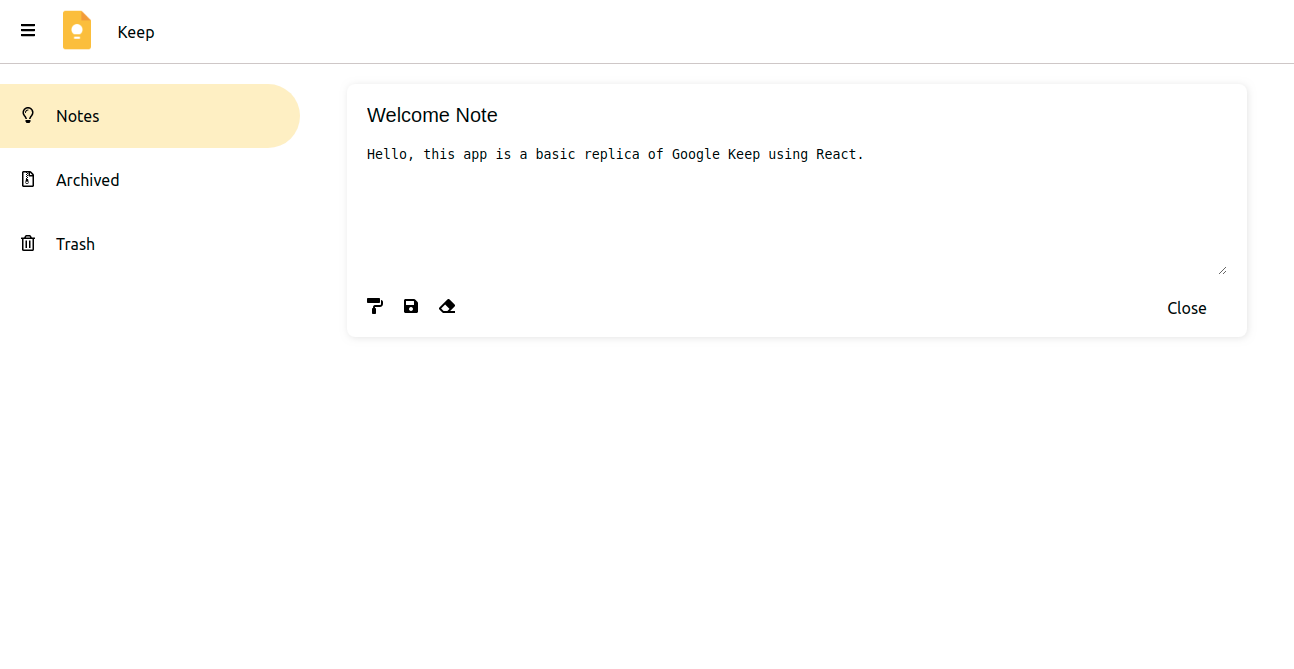 Keep
Notes
Archived
Trash
Welcome Note
Hello, this app is a basic replica of Google Keep using React.
Close